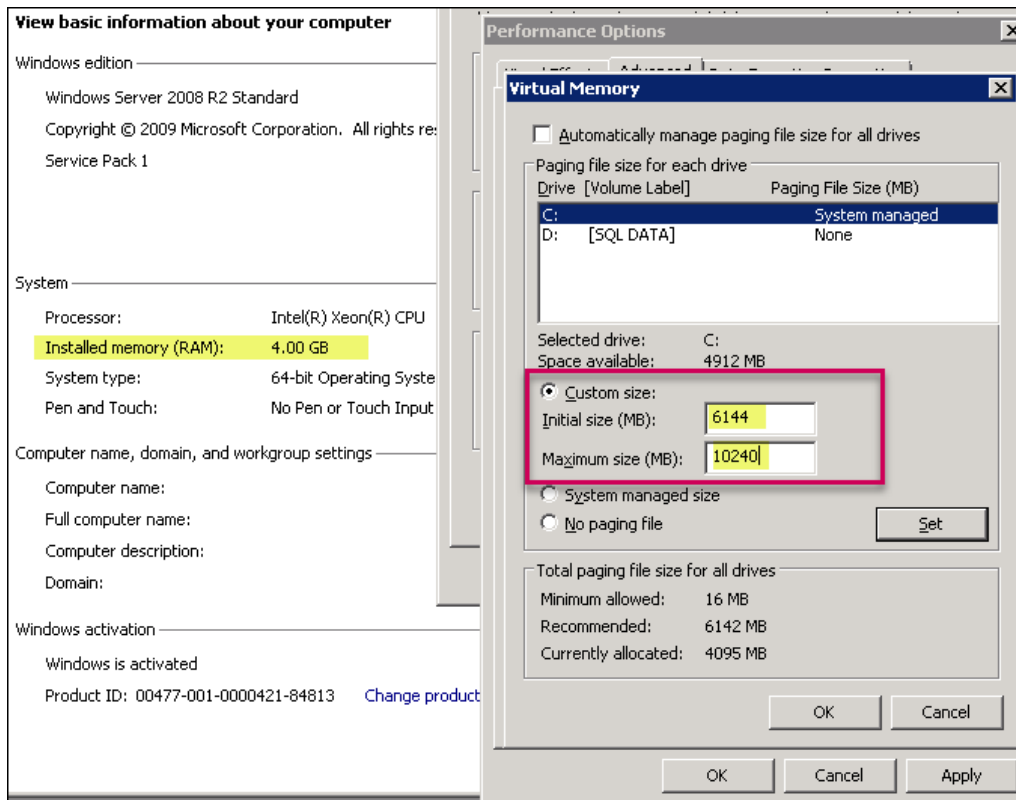 View basic information about your computer
Windows edition
Windows Server 2008 R2 Standard
Copyright © 2009 Microsoft Corporation. All rights re
Service Pack 1
System
Processor: Intel(R) Xeon(R) CPU
Installed memory (RAM): 4.00 GB
System type: 64-bit Operating Syste
Pen and Touch: No Pen or Touch Input
Computer name, domain, and workgroup settings
Computer name:
Full computer name:
Computer description:
Domain:
Windows activation
Windows is activated
Product ID: 00477-001-0000421-84813 Change product
Performance Options
Advanced
Virtual Memory
Automatically manage paging file size for all drives
Paging file size for each drive
Drive [Volume Label] Paging File Size (MB)
C: System managed
D: [SQL DATA] None
Selected drive: C:
Space available: 4912 MB
Custom size:
Initial size (MB): 6144
Maximum size (MB): 10240
System managed size
No paging file
Set
Total paging file size for all drives
Minimum allowed: 16 MB
Recommended: 6142 MB
Currently allocated: 4095 MB
OK Cancel
OK Cancel Apply